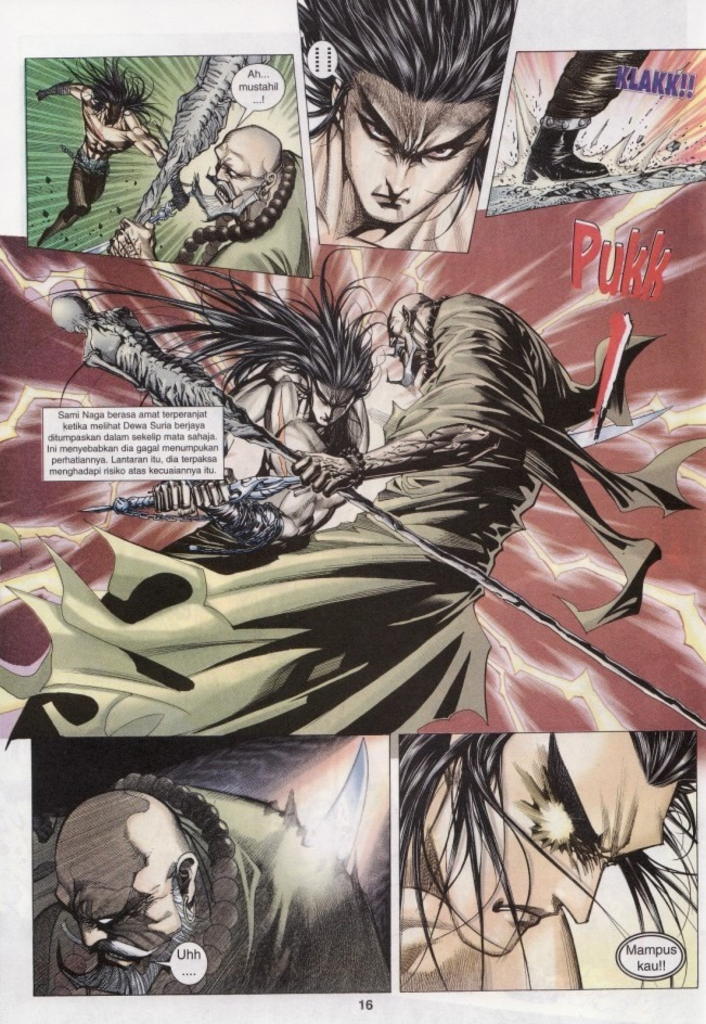 Ah...
mustahil
...!
KLAKK!!
PUKK
!
Sami Naga berasa amat terperanjat
ketika melihat Dewa Suria berjaya
ditumpaskan dalam sekelip mata sahaja.
Ini menyebabkan dia gagal menumpukan
perhatiannya. Lantaran itu, dia terpaksa
menghadapi risiko atas kecuaiannya itu.
Uhh
....
Mampus
kau!!
16